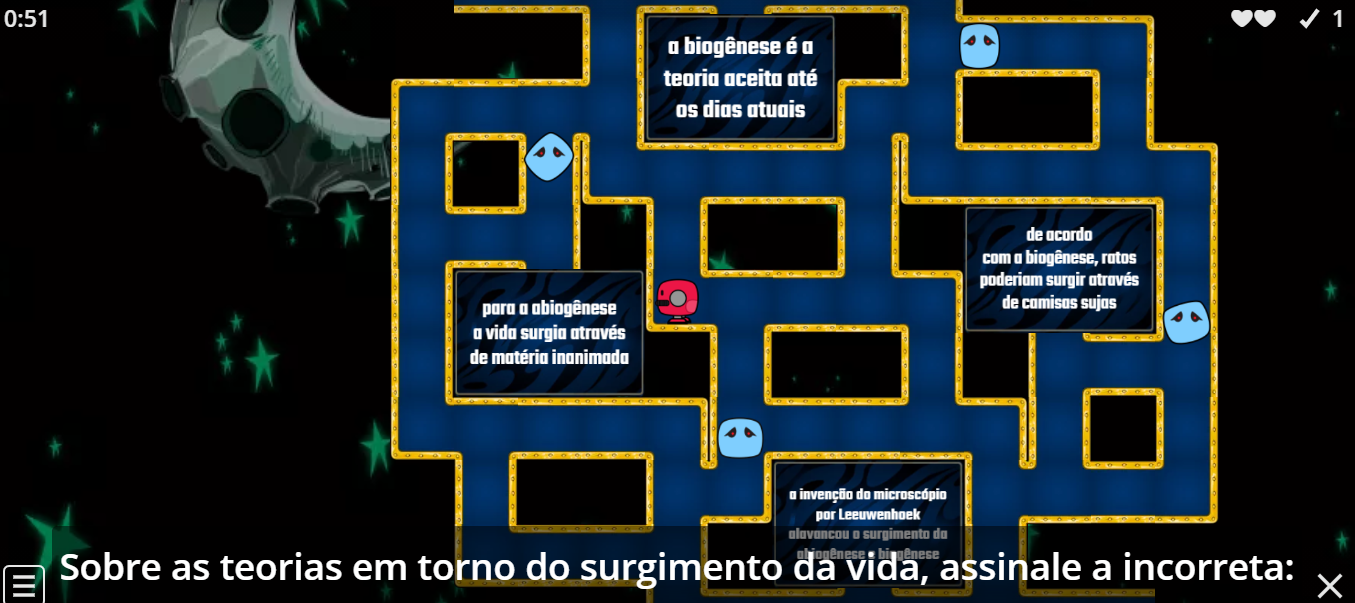 0:51
1
a biogênese é a
teoria aceita até
os dias atuais
de acordo
com a biogênese, ratos
poderiam surgir através
de camisas sujas
para a abiogênese
a vida surgia através
de matéria inanimada
a invenção do microscópio
por Leeuwenhoek
alavancou o surgimento da
abiogênese e biogênese
Sobre as teorias em torno do surgimento da vida, assinale a incorreta: